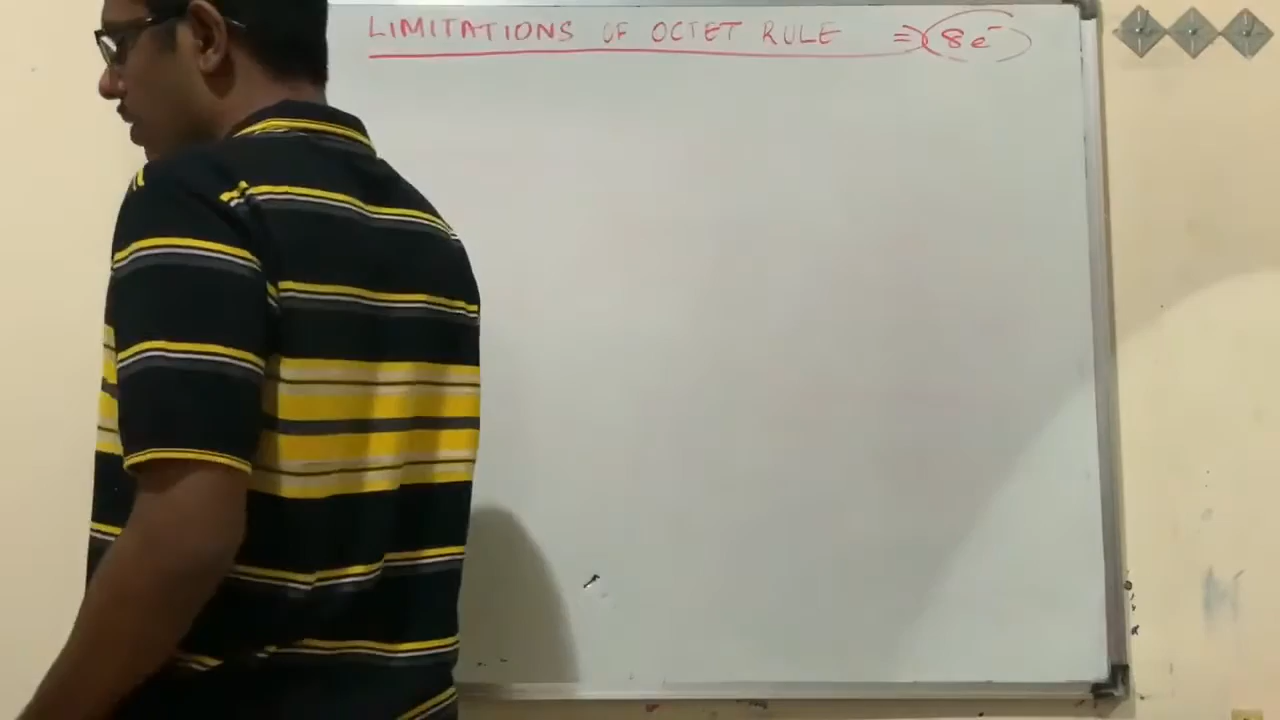 LIMITATIONS OF OCTET RULE ⇒ 8e⁻